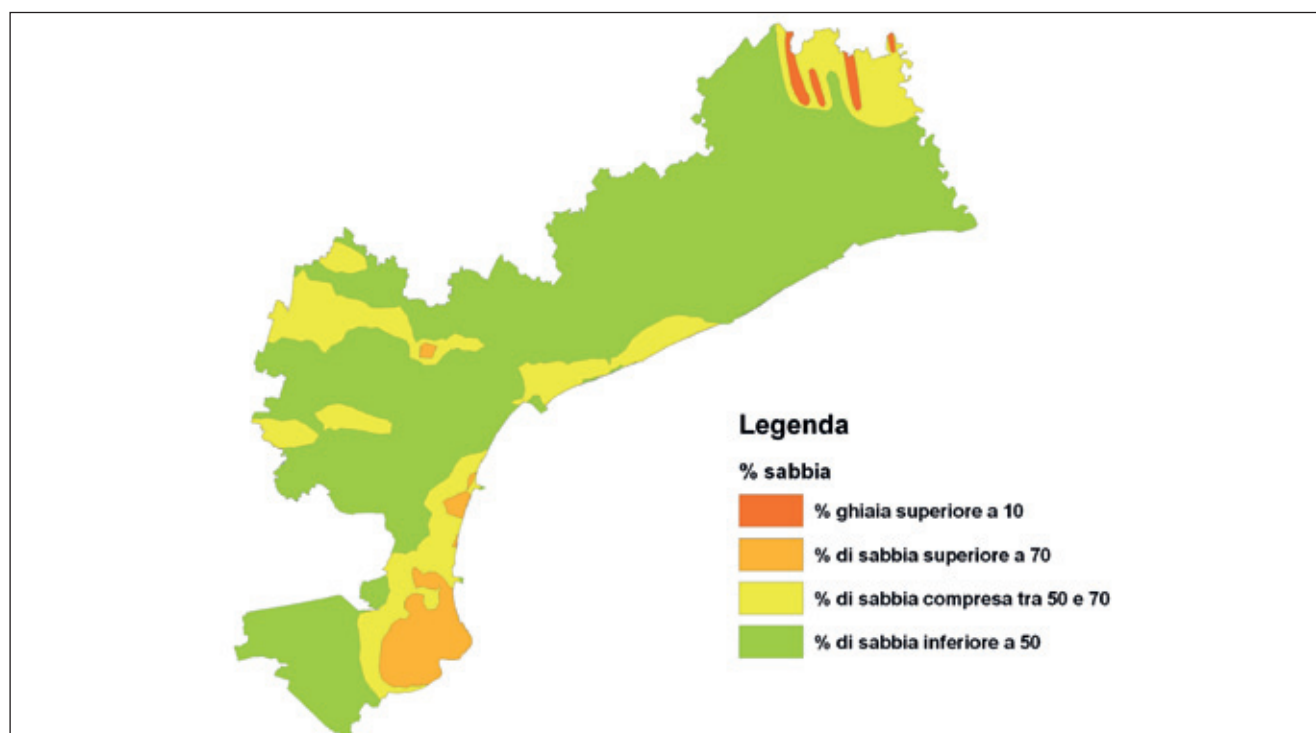 Legenda
% sabbia
% ghiaia superiore a 10
% di sabbia superiore a 70
% di sabbia compresa tra 50 e 70
% di sabbia inferiore a 50